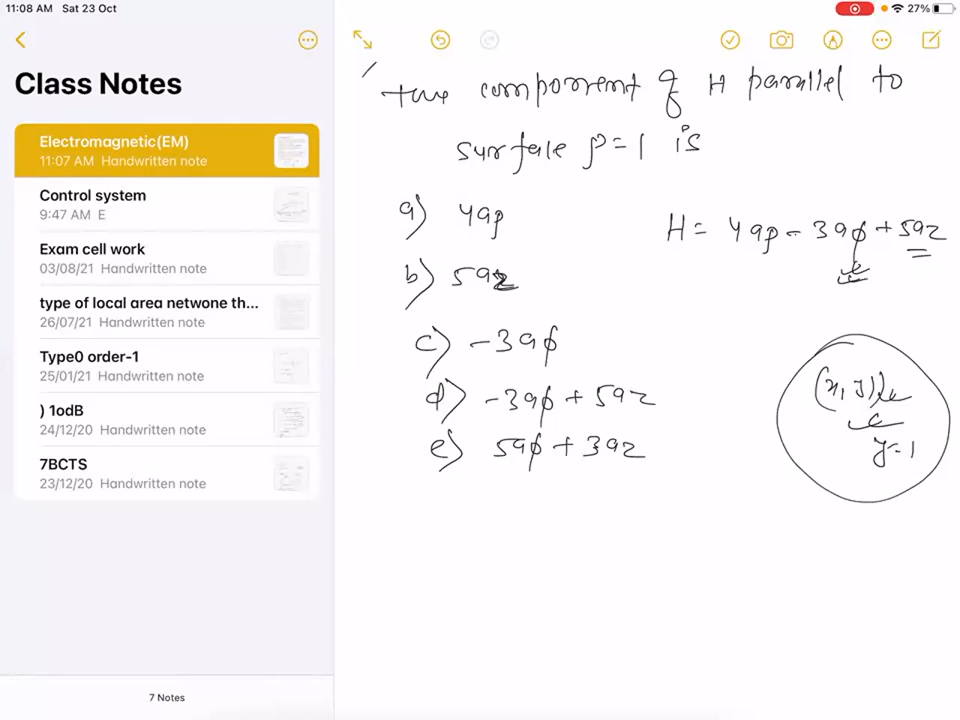 11:08 AM Sat 23 Oct
27%
Class Notes
Electromagnetic(EM)
11:07 AM Handwritten note
Control system
9:47 AM E
Exam cell work
03/08/21 Handwritten note
type of local area netwone th...
26/07/21 Handwritten note
Type0 order-1
25/01/21 Handwritten note
) 1odB
24/12/20 Handwritten note
7BCTS
23/12/20 Handwritten note
7 Notes
the component of H parallel to
surface ρ=1 is
a) 4aρ
H = 4aρ - 3aφ + 5az
b) 5az
c) -3aφ
d) -3aφ + 5az
e) 5aφ + 3az
y=1